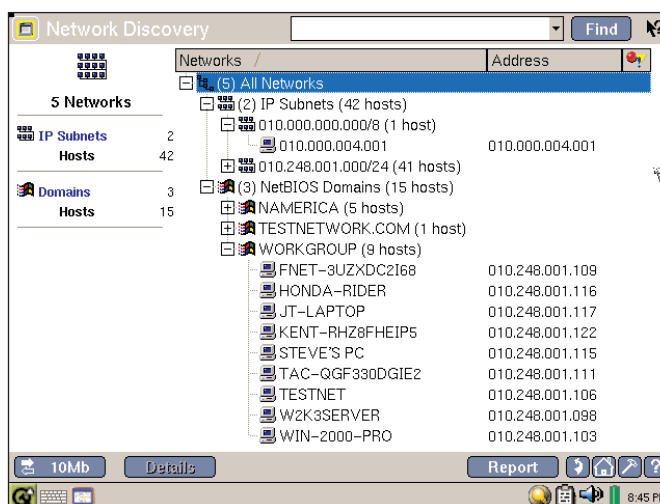 Network Discovery Find
Networks / Address
5 Networks
IP Subnets 2
Hosts 42
Domains 3
Hosts 15
(5) All Networks
(2) IP Subnets (42 hosts)
010.000.000.000/8 (1 host)
010.000.004.001 010.000.004.001
010.248.001.000/24 (41 hosts)
(3) NetBIOS Domains (15 hosts)
NAMERICA (5 hosts)
TESTNETWORK.COM (1 host)
WORKGROUP (9 hosts)
FNET-3UZXDC2I68 010.248.001.109
HONDA-RIDER 010.248.001.116
JT-LAPTOP 010.248.001.117
KENT-RHZ8FHEIP5 010.248.001.122
STEVE'S PC 010.248.001.115
TAC-QGF330DGIE2 010.248.001.111
TESTNET 010.248.001.106
W2K3SERVER 010.248.001.098
WIN-2000-PRO 010.248.001.103
10Mb Details Report ?
8:45 PM